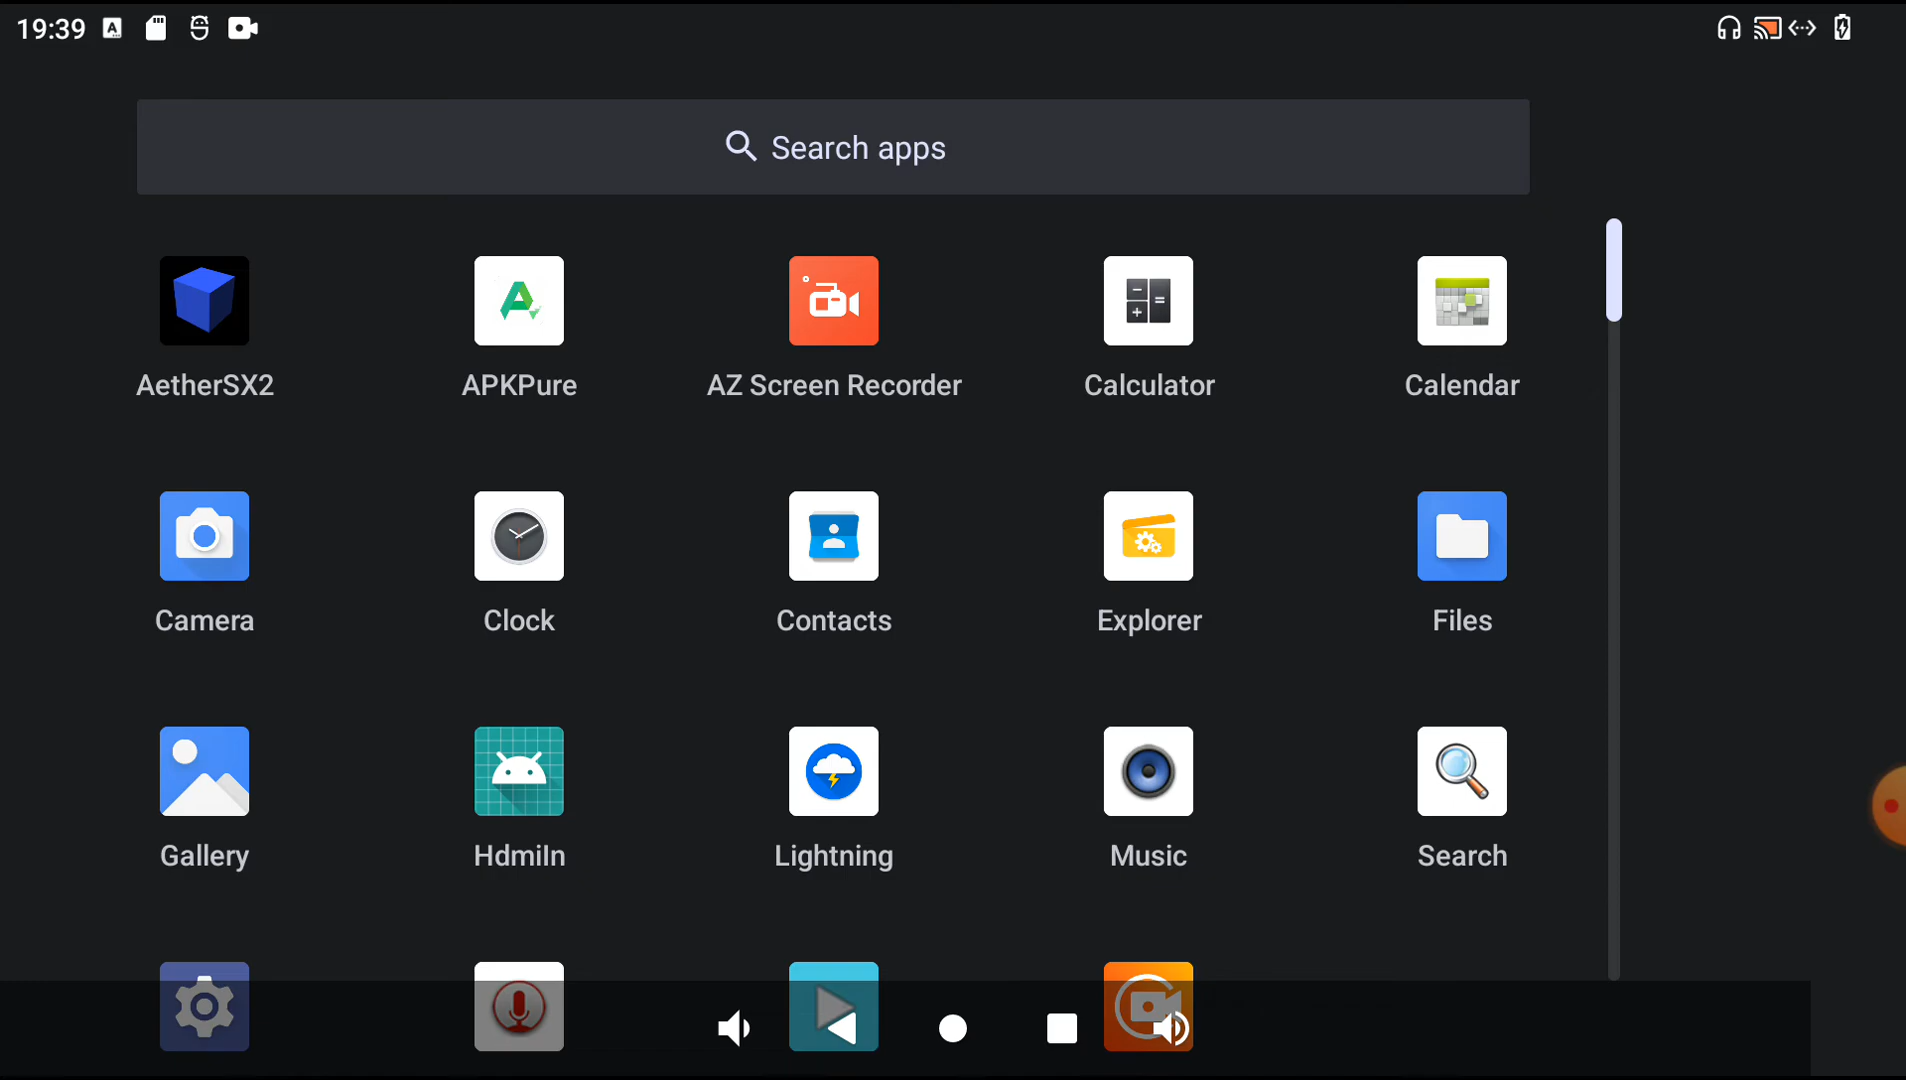 19:39
Search apps
AetherSX2
APKPure
AZ Screen Recorder
Calculator
Calendar
Camera
Clock
Contacts
Explorer
Files
Gallery
HdmiIn
Lightning
Music
Search